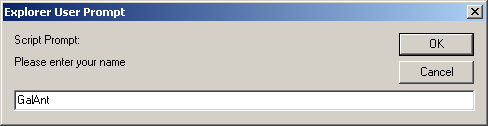 Explorer User Prompt
Script Prompt:
OK
Please enter your name
Cancel
GalAnt